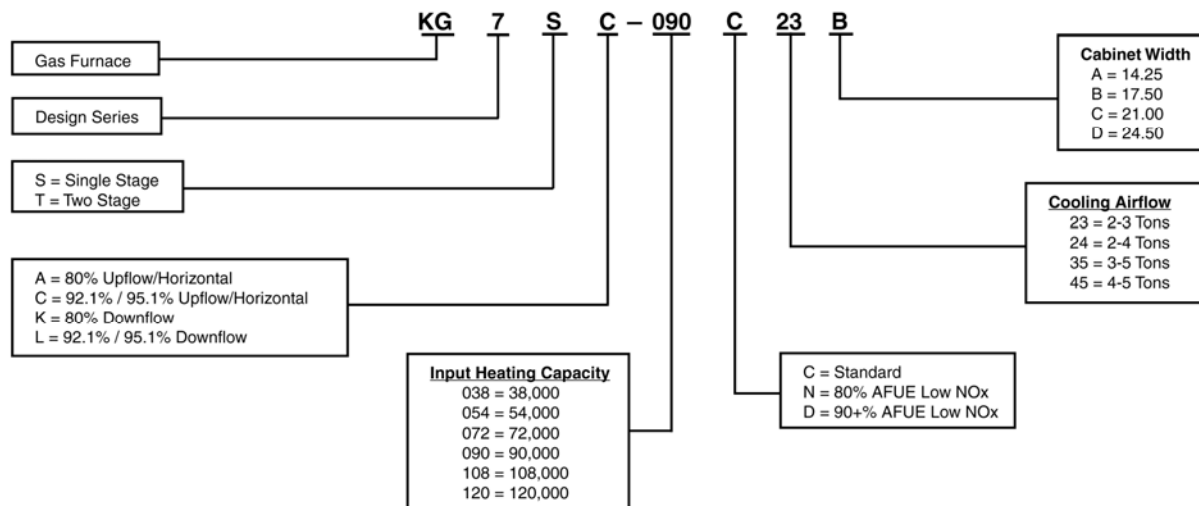 KG 7 S C – 090 C 23 B
Gas Furnace
Design Series
S = Single Stage
T = Two Stage
A = 80% Upflow/Horizontal
C = 92.1% / 95.1% Upflow/Horizontal
K = 80% Downflow
L = 92.1% / 95.1% Downflow
Input Heating Capacity
038 = 38,000
054 = 54,000
072 = 72,000
090 = 90,000
108 = 108,000
120 = 120,000
C = Standard
N = 80% AFUE Low NOx
D = 90+% AFUE Low NOx
Cooling Airflow
23 = 2-3 Tons
24 = 2-4 Tons
35 = 3-5 Tons
45 = 4-5 Tons
Cabinet Width
A = 14.25
B = 17.50
C = 21.00
D = 24.50